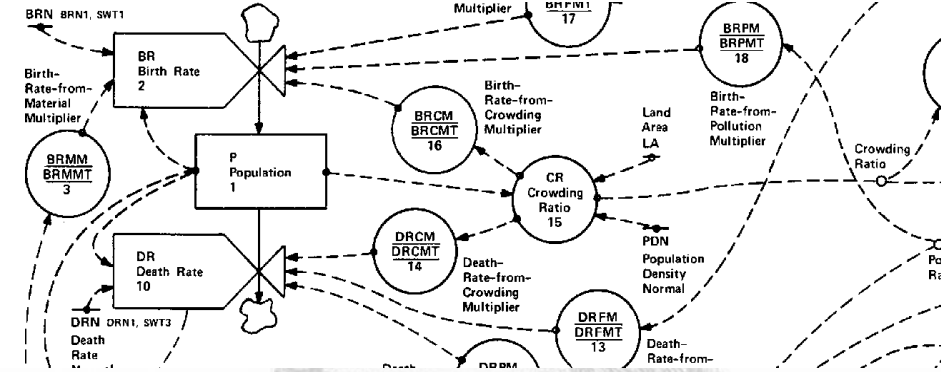 BRN BRN1, SWT1
Multiplier
BRFMT
17
BRPM
BRPMT
18
BR
Birth Rate
2
Birth-
Rate-from-
Material
Multiplier
BRMM
BRMMT
3
BRCM
BRCMT
16
Birth-
Rate-from-
Crowding
Multiplier
Birth-
Rate-from-
Pollution
Multiplier
Land
Area
LA
P
Population
1
CR
Crowding
Ratio
15
Crowding
Ratio
DRCM
DRCMT
14
Death-
Rate-from-
Crowding
Multiplier
PDN
Population
Density
Normal
DR
Death Rate
10
DRN DRN1, SWT3
Death
Rate
DRFM
DRFMT
13
Death-
Rate-from-
Death
DRPM